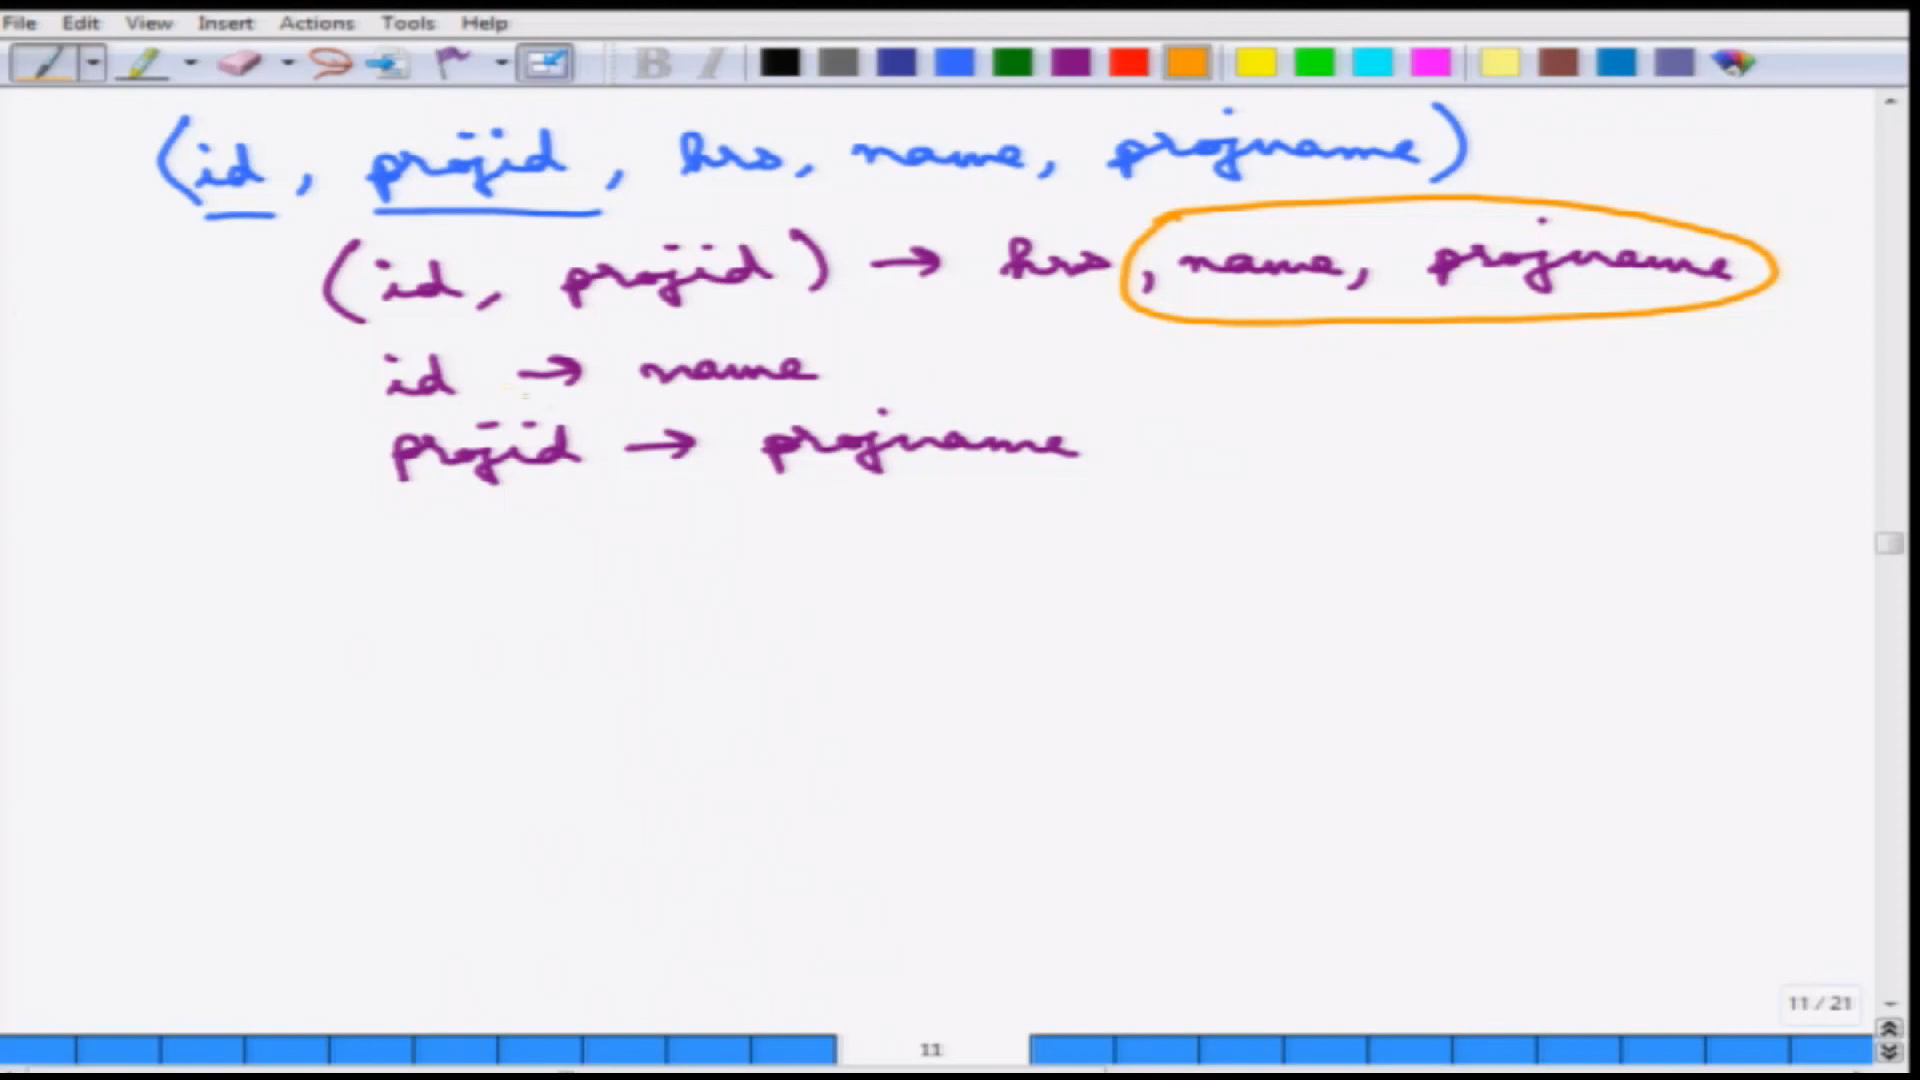 File Edit View Insert Actions Tools Help
B I
(id, projid, hrs, name, projname)
(id, projid) → hrs, name, projname
id → name
projid → projname
11 / 21
11